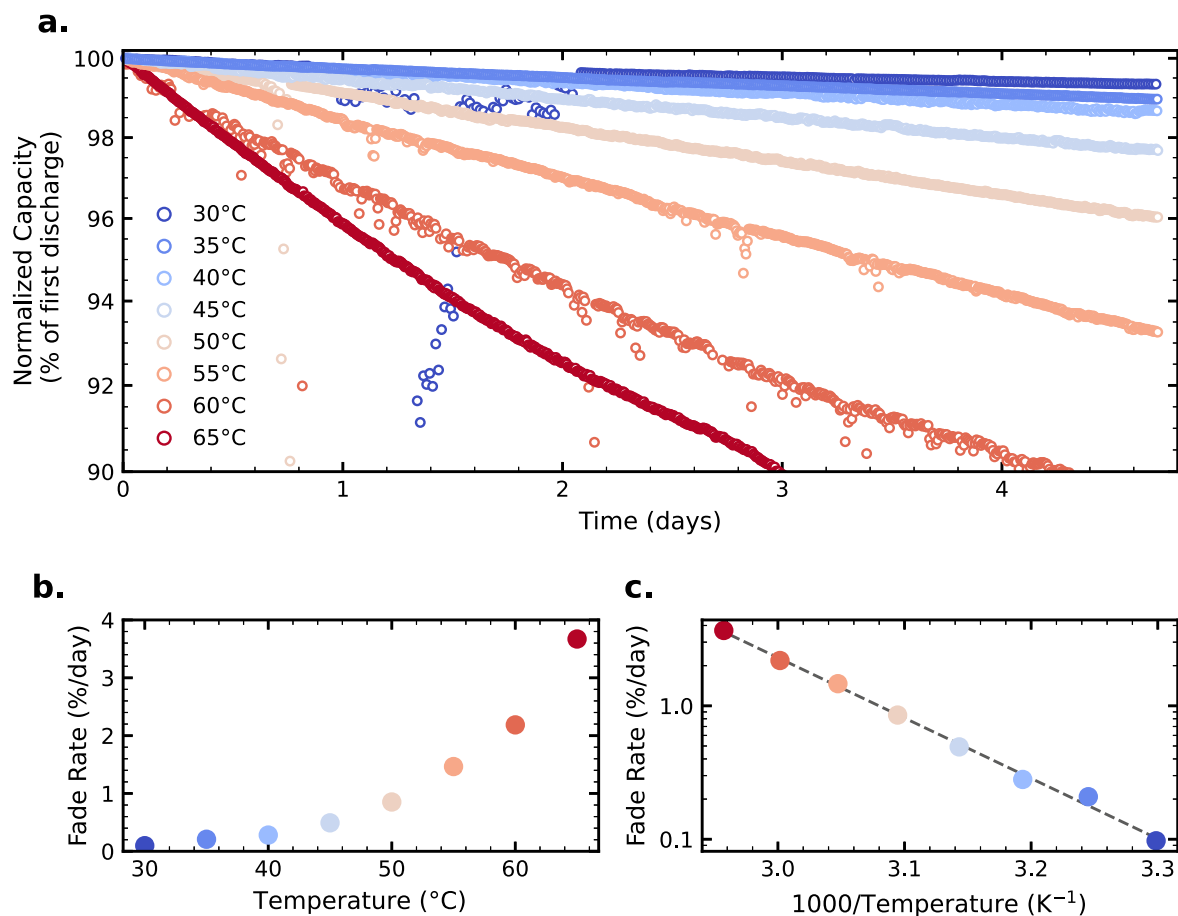 a.
100
98
96
94
92
90
Normalized Capacity
(% of first discharge)
30°C
35°C
40°C
45°C
50°C
55°C
60°C
65°C
0
1
2
3
4
Time (days)
b.
4
3
2
1
0
Fade Rate (%/day)
30
40
50
60
Temperature (°C)
c.
1.0
0.1
Fade Rate (%/day)
3.0
3.1
3.2
3.3
1000/Temperature (K⁻¹)